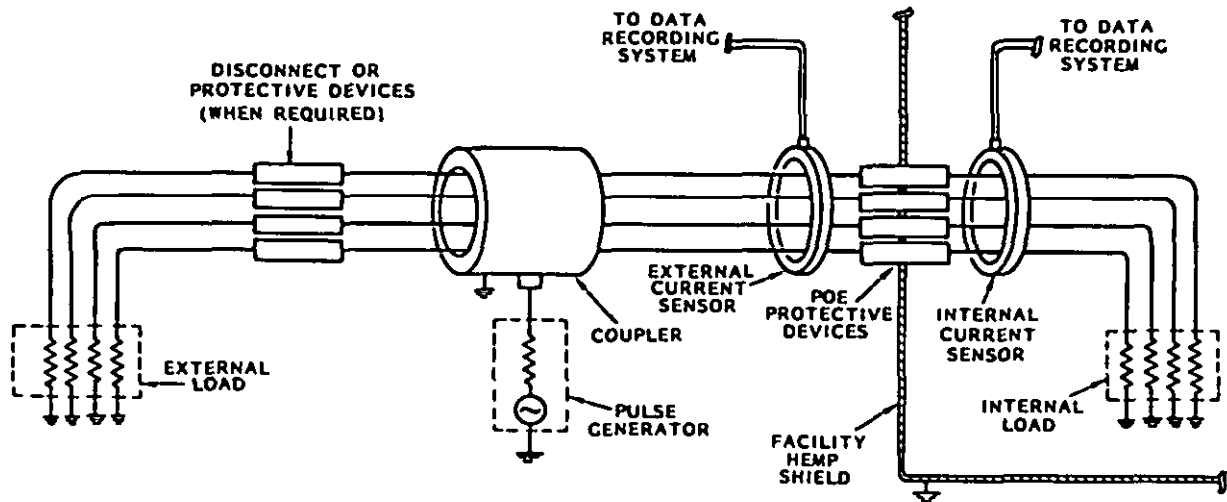 TO DATA
RECORDING
SYSTEM
TO DATA
RECORDING
SYSTEM
DISCONNECT OR
PROTECTIVE DEVICES
(WHEN REQUIRED)
EXTERNAL
CURRENT
SENSOR
POE
PROTECTIVE
DEVICES
INTERNAL
CURRENT
SENSOR
COUPLER
EXTERNAL
LOAD
PULSE
GENERATOR
FACILITY
HEMP
SHIELD
INTERNAL
LOAD